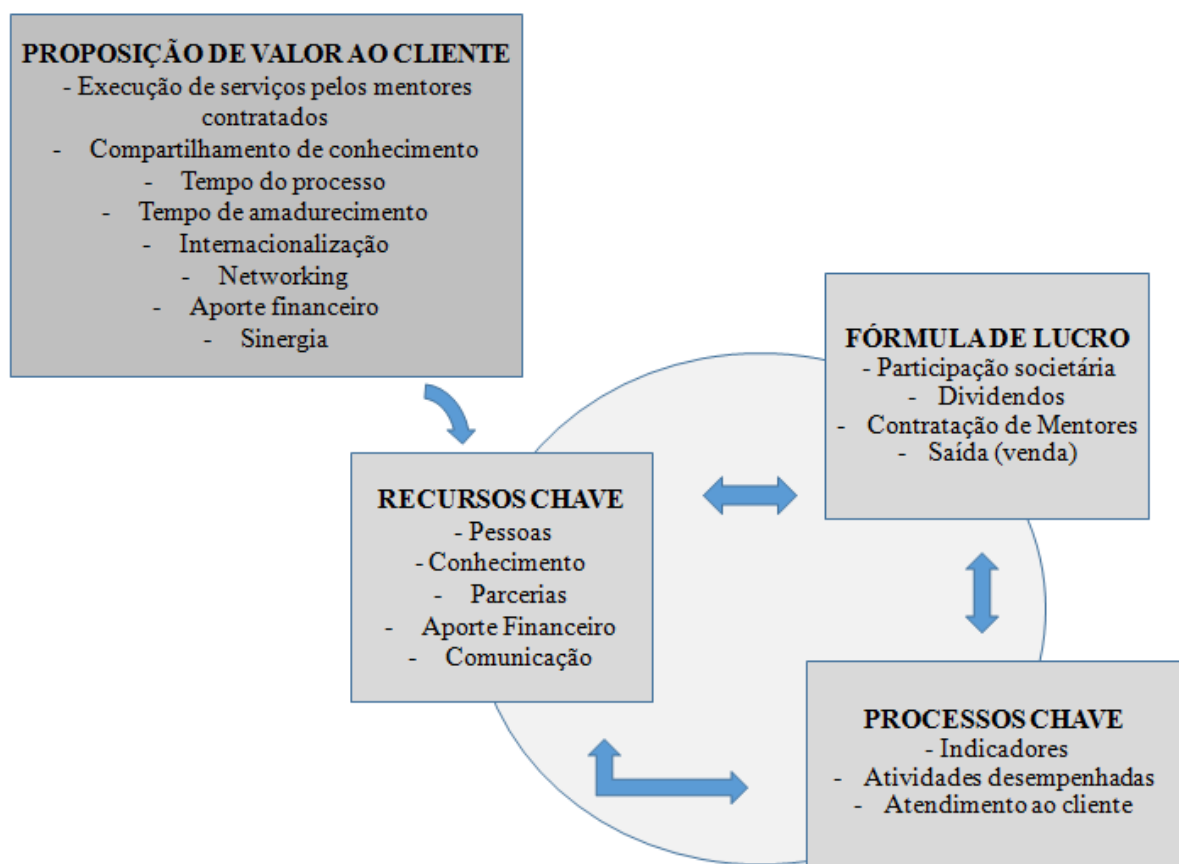 PROPOSIÇÃO DE VALOR AO CLIENTE
- Execução de serviços pelos mentores
contratados
- Compartilhamento de conhecimento
- Tempo do processo
- Tempo de amadurecimento
- Internacionalização
- Networking
- Aporte financeiro
- Sinergia
FÓRMULA DE LUCRO
- Participação societária
- Dividendos
- Contratação de Mentores
- Saída (venda)
RECURSOS CHAVE
- Pessoas
- Conhecimento
- Parcerias
- Aporte Financeiro
- Comunicação
PROCESSOS CHAVE
- Indicadores
- Atividades desempenhadas
- Atendimento ao cliente